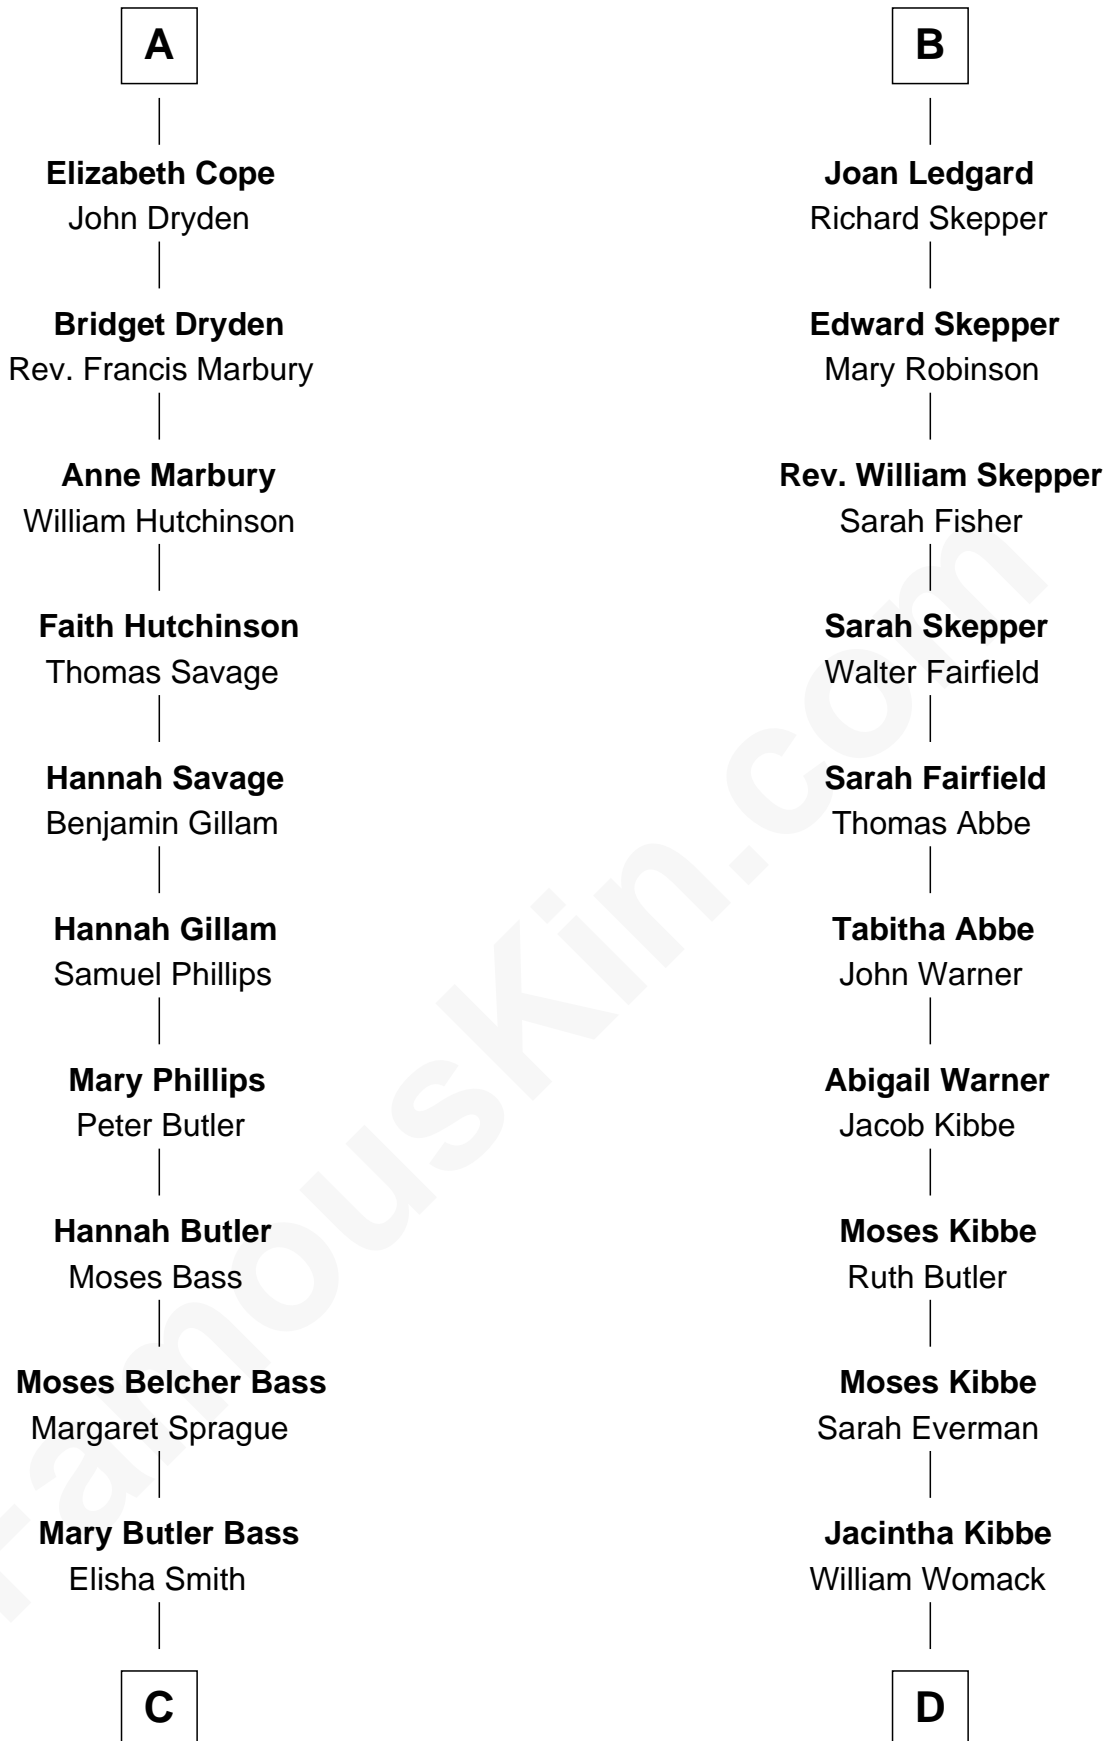 A
Elizabeth Cope
John Dryden
Bridget Dryden
Rev. Francis Marbury
Anne Marbury
William Hutchinson
Faith Hutchinson
Thomas Savage
Hannah Savage
Benjamin Gillam
Hannah Gillam
Samuel Phillips
Mary Phillips
Peter Butler
Hannah Butler
Moses Bass
Moses Belcher Bass
Margaret Sprague
Mary Butler Bass
Elisha Smith
C
B
Joan Ledgard
Richard Skepper
Edward Skepper
Mary Robinson
Rev. William Skepper
Sarah Fisher
Sarah Skepper
Walter Fairfield
Sarah Fairfield
Thomas Abbe
Tabitha Abbe
John Warner
Abigail Warner
Jacob Kibbe
Moses Kibbe
Ruth Butler
Moses Kibbe
Sarah Everman
Jacintha Kibbe
William Womack
D
FamousKin.com